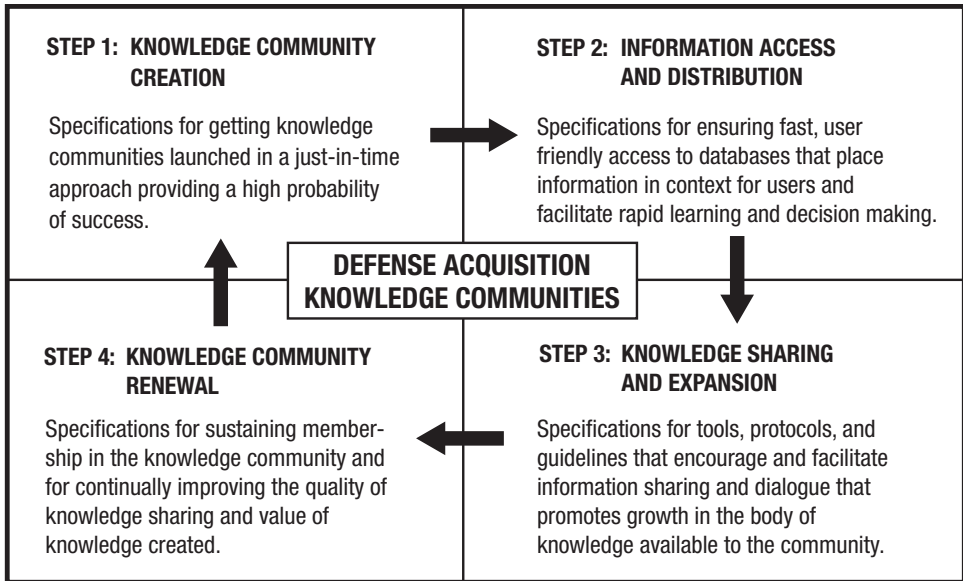 STEP 1: KNOWLEDGE COMMUNITY
CREATION
Specifications for getting knowledge
communities launched in a just-in-time
approach providing a high probability
of success.
STEP 2: INFORMATION ACCESS
AND DISTRIBUTION
Specifications for ensuring fast, user
friendly access to databases that place
information in context for users and
facilitate rapid learning and decision making.
DEFENSE ACQUISITION
KNOWLEDGE COMMUNITIES
STEP 4: KNOWLEDGE COMMUNITY
RENEWAL
Specifications for sustaining member-
ship in the knowledge community and
for continually improving the quality of
knowledge sharing and value of
knowledge created.
STEP 3: KNOWLEDGE SHARING
AND EXPANSION
Specifications for tools, protocols, and
guidelines that encourage and facilitate
information sharing and dialogue that
promotes growth in the body of
knowledge available to the community.